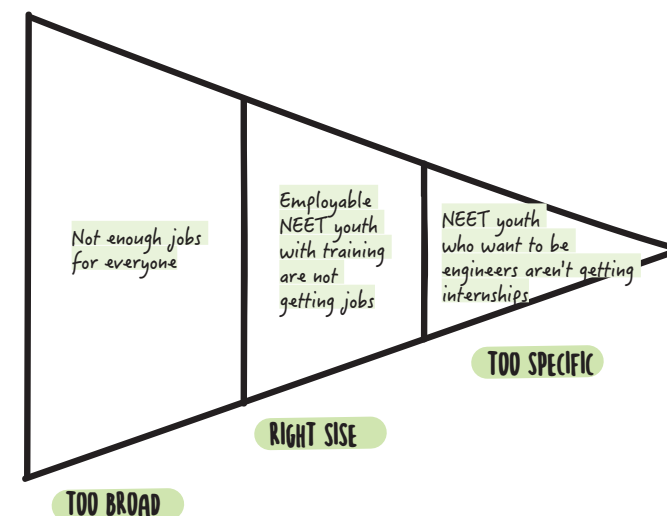 Not enough jobs
for everyone
Employable
NEET youth
with training
are not
getting jobs
NEET youth
who want to be
engineers aren't getting
internships
TOO SPECIFIC
RIGHT SISE
TOO BROAD